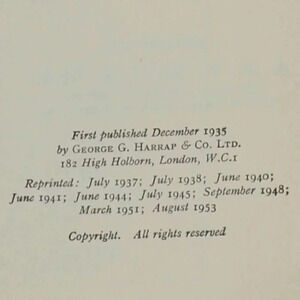 First published December 1935
by GEORGE G. HARRAP & CO. LTD.
182 High Holborn, London, W.C.1
Reprinted: July 1937; July 1938; June 1940;
June 1941; June 1944; July 1945; September 1948;
March 1951; August 1953
Copyright. All rights reserved